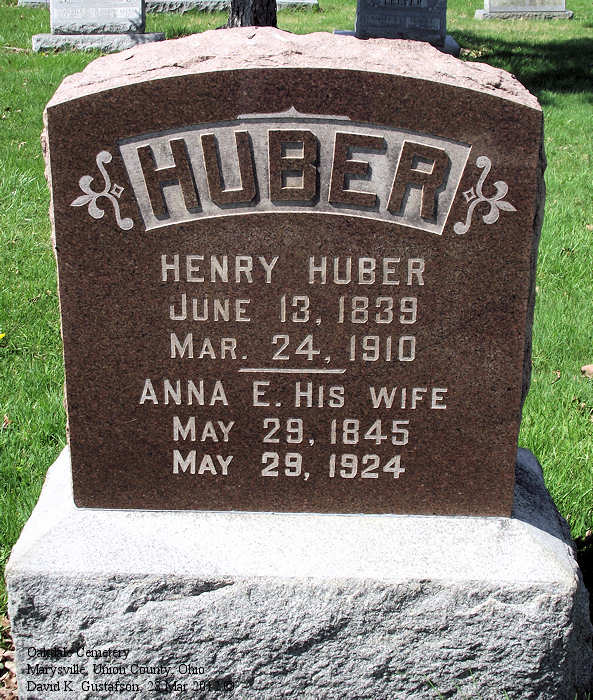 HUBER
HENRY HUBER
JUNE 13, 1839
MAR. 24, 1910
ANNA E. HIS WIFE
MAY 29, 1845
MAY 29, 1924
Oakdale Cemetery
Marysville, Union County, Ohio
David K. Gustafson, Mar